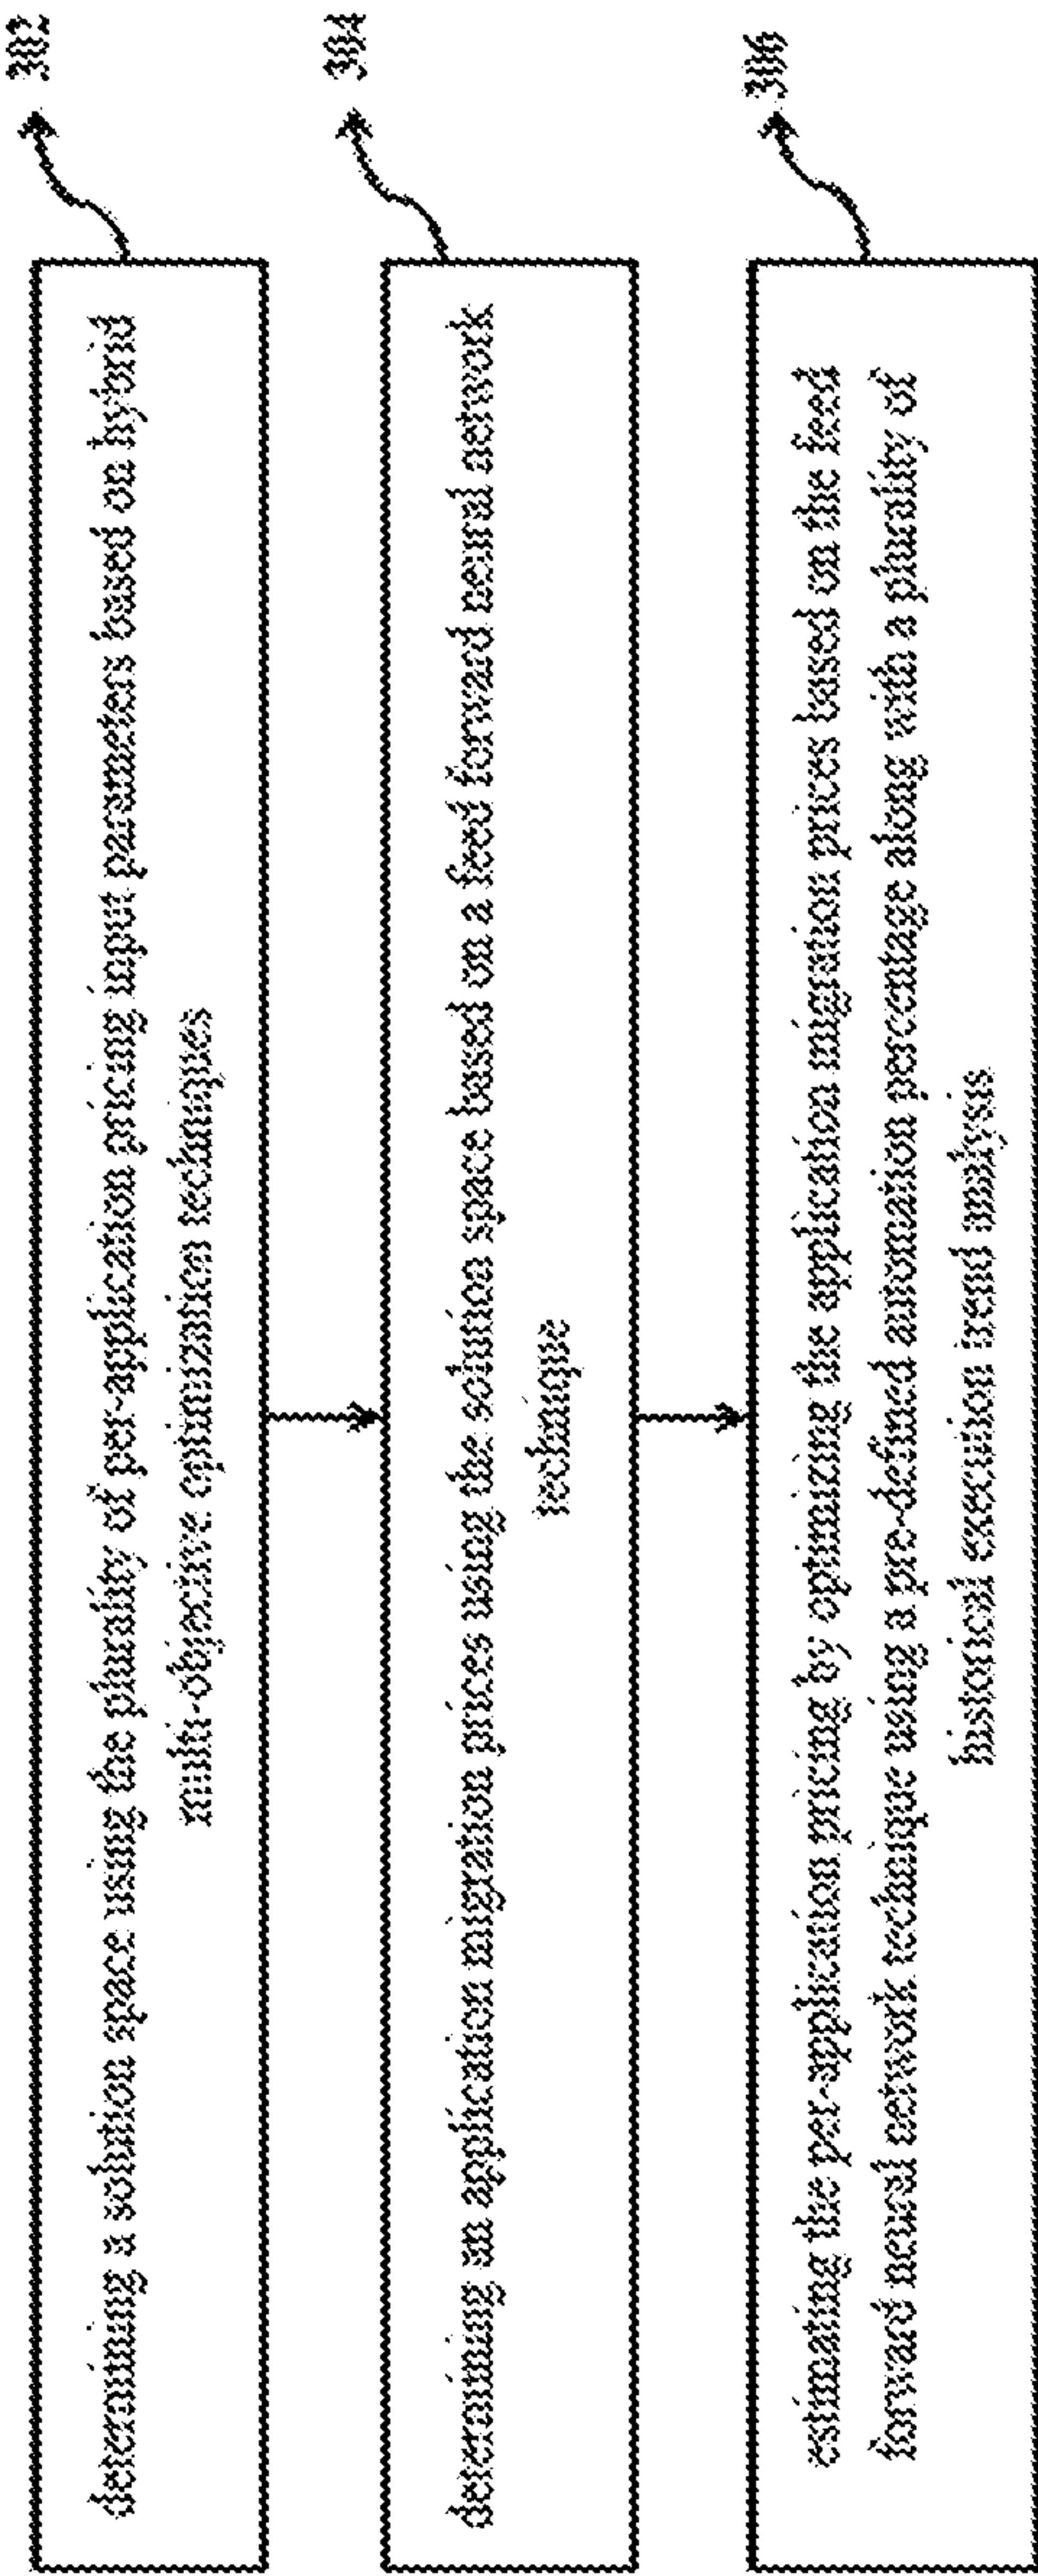 302
determining a solution space using the plurality of per-application pricing input parameters based on hybrid
multi-objective optimization techniques
304
determining an application migration prices using the solution space based on a feed forward neural network
technique
306
estimating the per-application pricing by optimizing the application migration prices based on the feed
forward neural network technique using a pre-defined automation percentage along with a plurality of
historical execution trend analysis